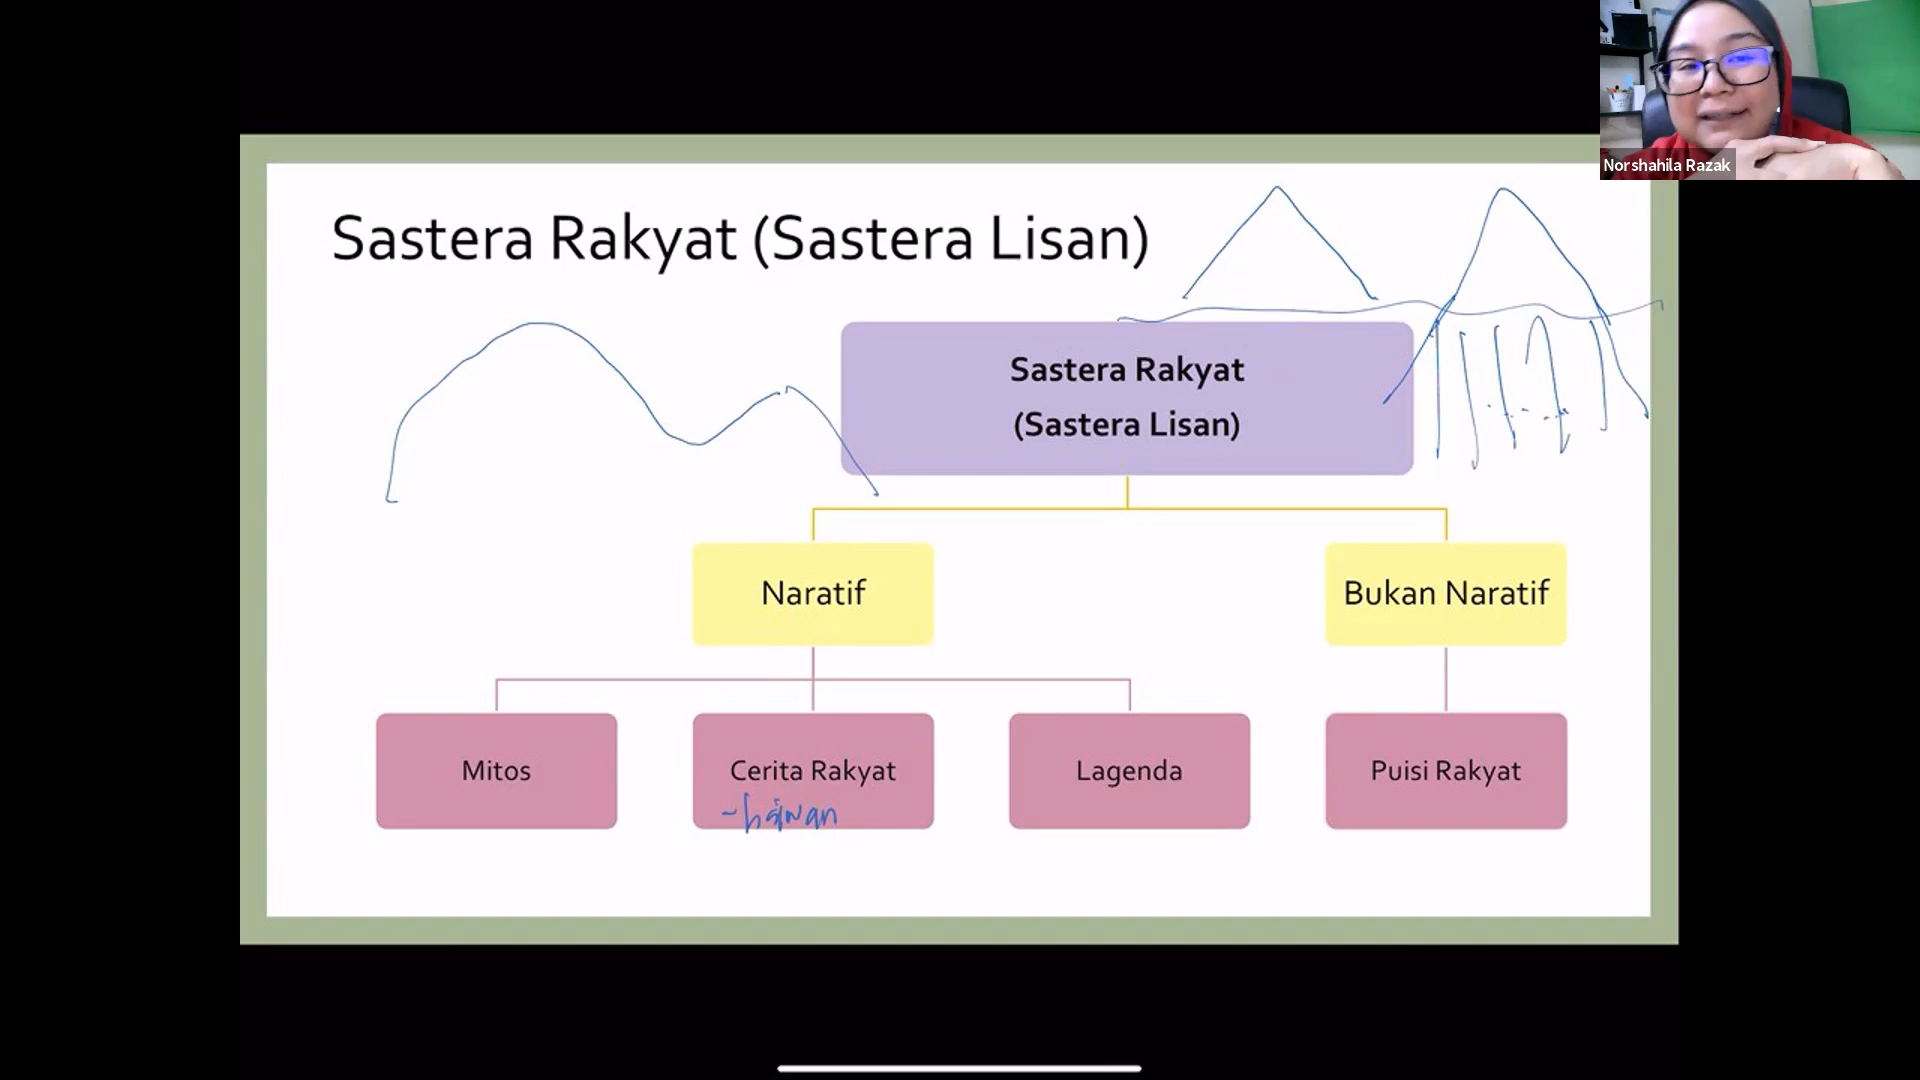 Norshahila Razak
Sastera Rakyat (Sastera Lisan)
Sastera Rakyat
(Sastera Lisan)
Naratif
Bukan Naratif
Mitos
Cerita Rakyat
- haiwan
Lagenda
Puisi Rakyat